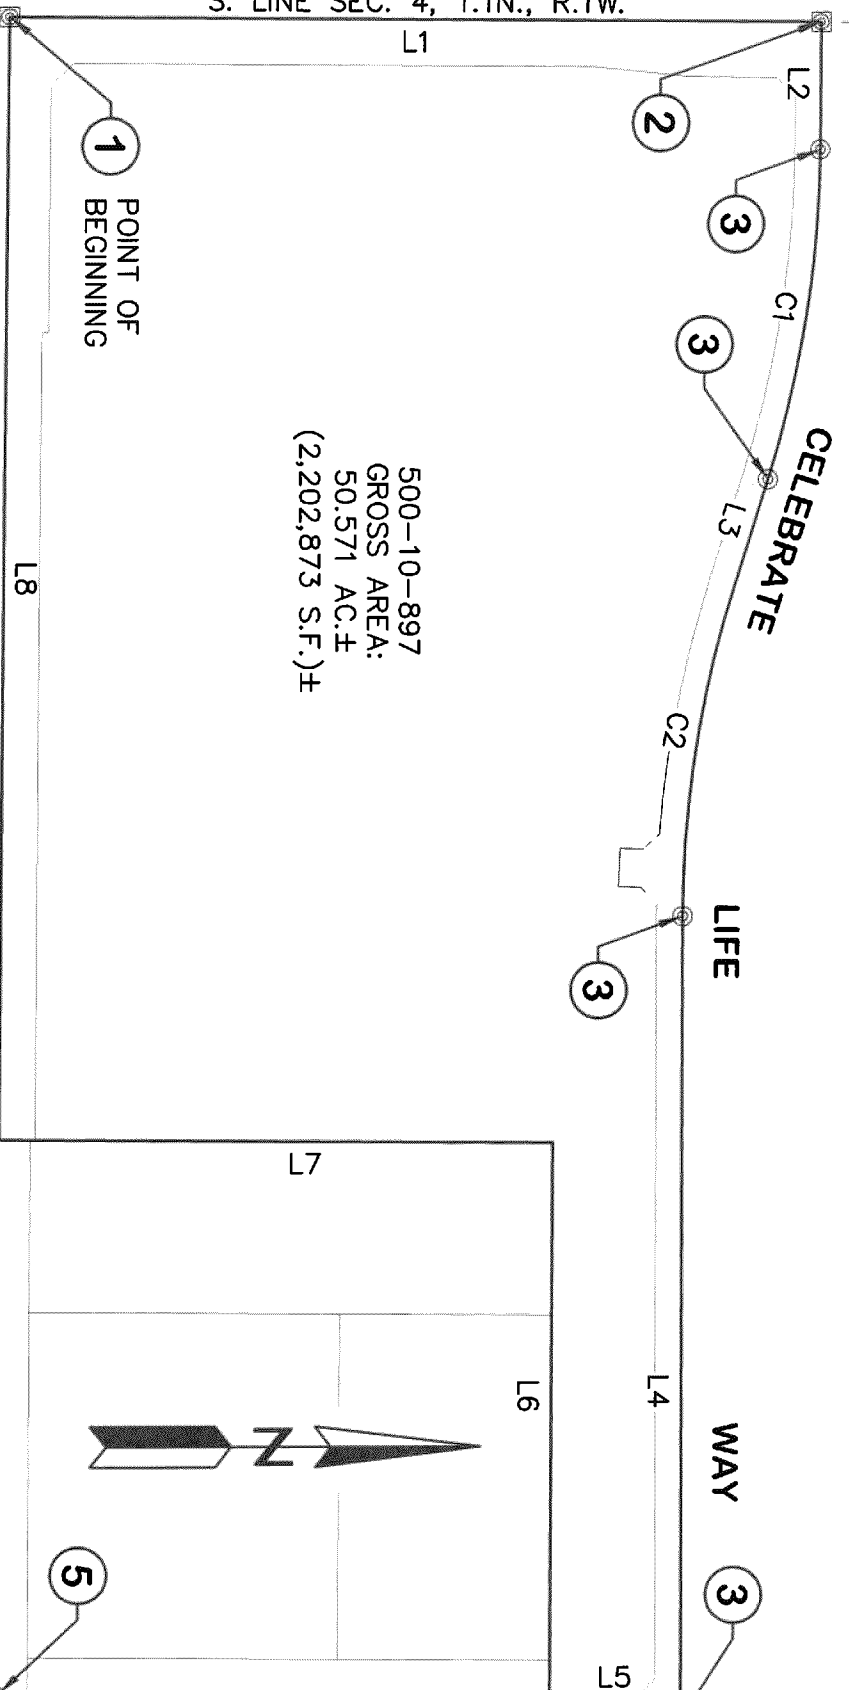 S. LINE SEC. 4, T.1N., R.1W.
L1
L2
1
POINT OF
BEGINNING
2
3
C1
3
CELEBRATE
L3
500-10-897
GROSS AREA:
50.571 AC.±
(2,202,873 S.F.)±
L8
C2
LIFE
3
L7
L6
L4
WAY
N
5
3
L5